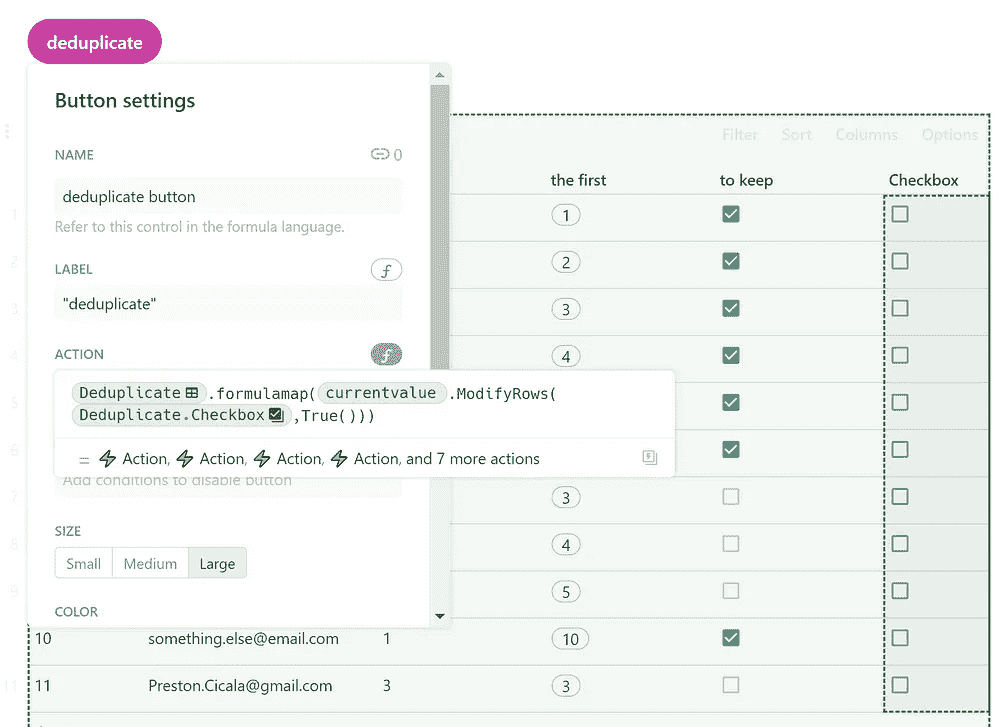 deduplicate
Button settings
Filter Sort Columns Options
NAME 0
the first to keep Checkbox
deduplicate button
1 1
Refer to this control in the formula language.
2 2
LABEL f
"deduplicate"
3 3
ACTION f
4 4
Deduplicate.formulamap(currentvalue.ModifyRows(
5
Deduplicate.Checkbox,True()))
6
= Action, Action, Action, Action, and 7 more actions
Add conditions to disable button
7 3
SIZE
8 4
Small Medium Large
9 5
COLOR
10 something.else@email.com 1 10
11 11 Preston.Cicala@gmail.com 3 3